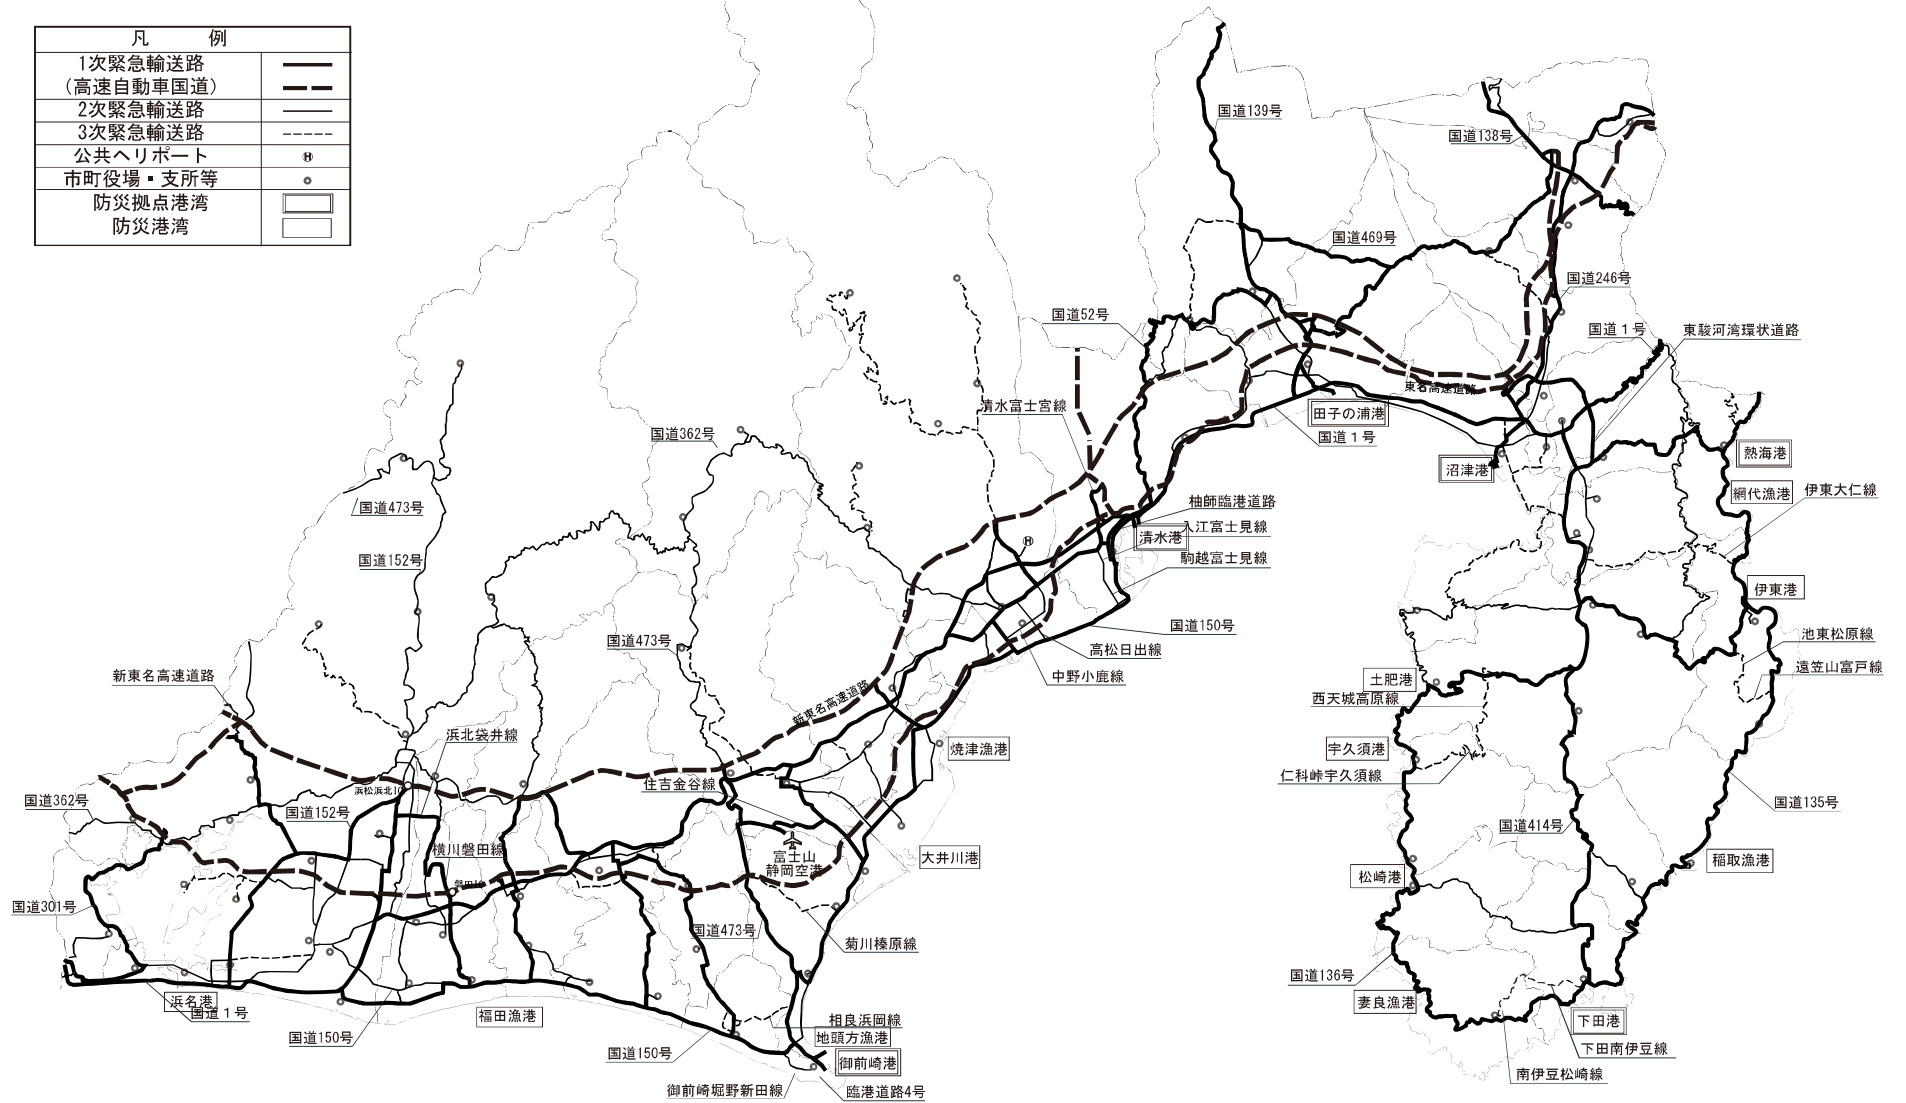 凡　例
1次緊急輸送路
（高速自動車国道）
2次緊急輸送路
3次緊急輸送路
公共ヘリポート
H
市町役場・支所等
防災拠点港湾
防災港湾
国道139号
国道138号
国道469号
国道246号
国道52号
国道１号
東駿河湾環状道路
東名高速道路
清水富士宮線
田子の浦港
国道１号
国道362号
熱海港
沼津港
網代漁港
伊東大仁線
国道473号
柚師臨港道路
入江富士見線
清水港
H
国道152号
駒越富士見線
伊東港
国道150号
国道473号
池東松原線
高松日出線
遠笠山富戸線
新東名高速道路
中野小鹿線
土肥港
西天城高原線
新東名高速道路
浜北袋井線
焼津漁港
宇久須港
住吉金谷線
仁科峠宇久須線
浜松浜北IC
国道362号
国道152号
国道135号
国道414号
横川磐田線
富士山
静岡空港
大井川港
稲取漁港
松崎港
国道301号
国道473号
菊川榛原線
国道136号
浜名港
国道１号
福田漁港
妻良漁港
相良浜岡線
下田港
国道150号
地頭方漁港
国道150号
御前崎港
下田南伊豆線
南伊豆松崎線
御前崎堀野新田線
臨港道路4号